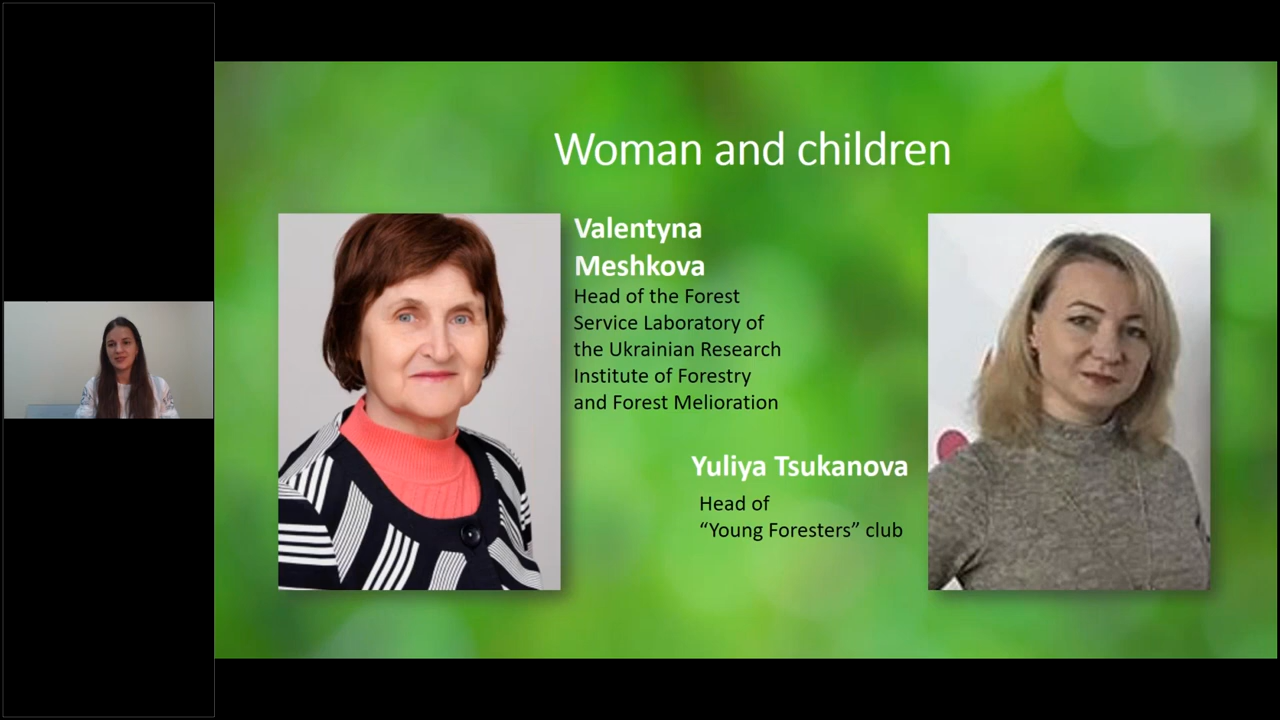 Woman and children
Valentyna
Meshkova
Head of the Forest
Service Laboratory of
the Ukrainian Research
Institute of Forestry
and Forest Melioration
Yuliya Tsukanova
Head of
“Young Foresters” club